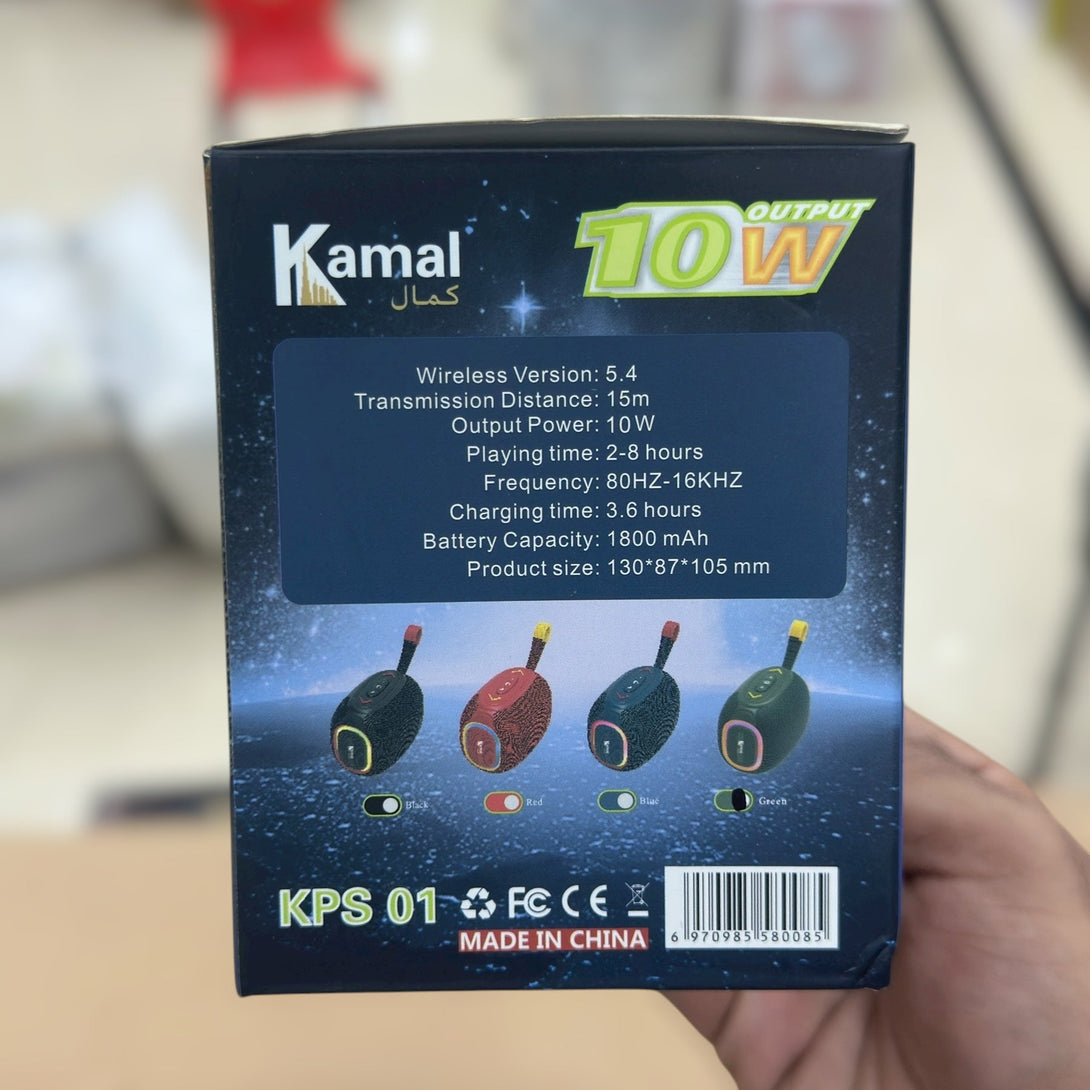 Kamal
كمال
OUTPUT
10W
Wireless Version: 5.4
Transmission Distance: 15m
Output Power: 10W
Playing time: 2-8 hours
Frequency: 80HZ-16KHZ
Charging time: 3.6 hours
Battery Capacity: 1800 mAh
Product size: 130*87*105 mm
Black Red Blue Green
KPS 01
FC CE
MADE IN CHINA
6 970985 580085